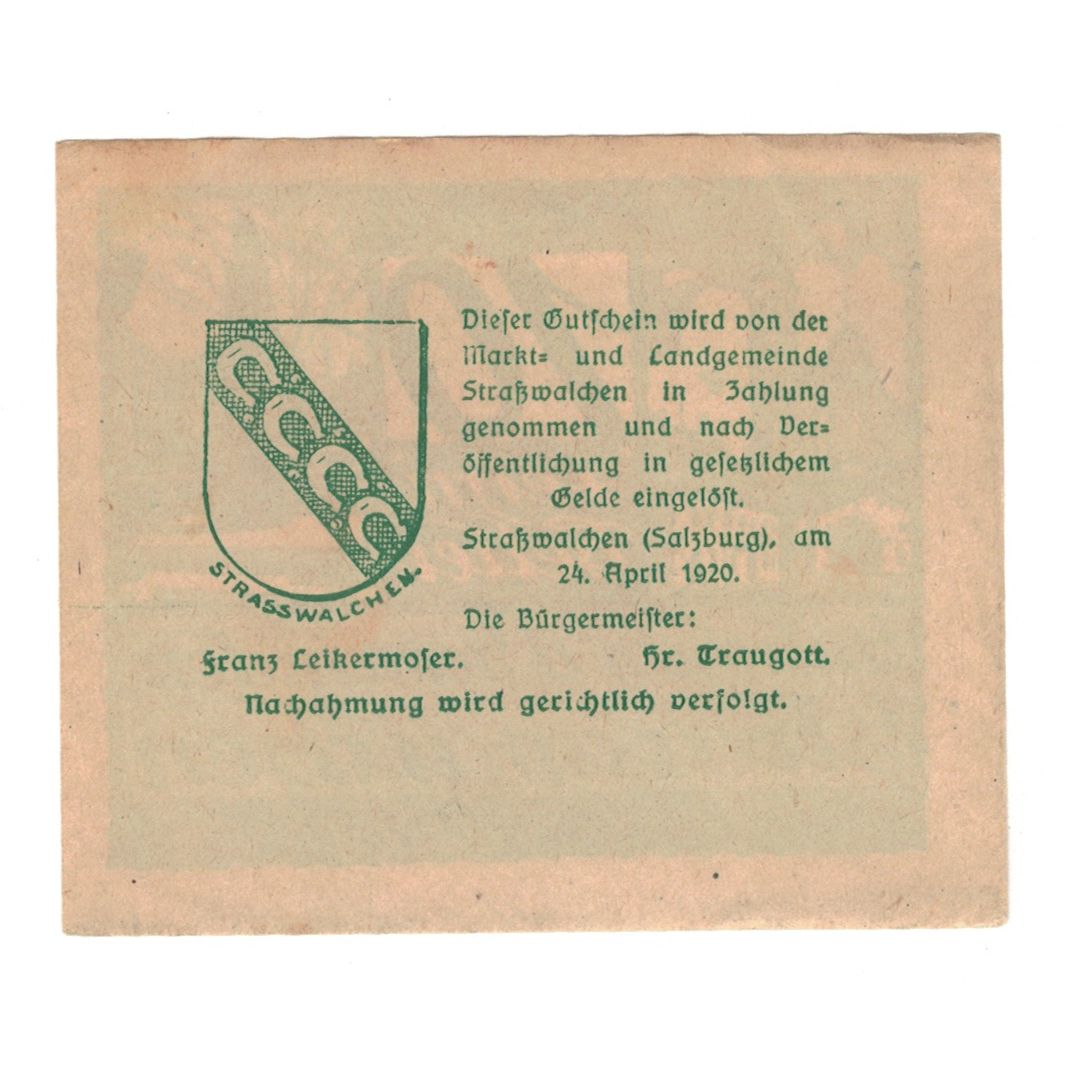 Dieser Gutschein wird von der
Markt= und Landgemeinde
Straßwalchen in Zahlung
genommen und nach Ver=
öffentlichung in gesetzlichem
Gelde eingelöst.
Straßwalchen (Salzburg), am
24. April 1920.
STRASSWALCHEN.
Die Bürgermeister:
Franz Leikermoser. Hr. Traugott.
Nachahmung wird gerichtlich verfolgt.